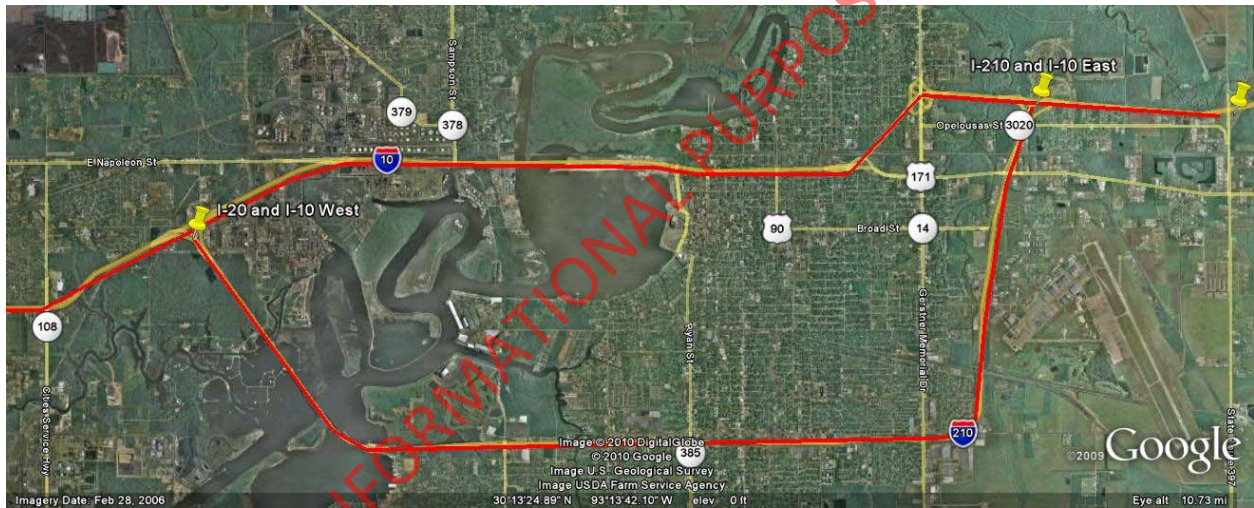 INFORMATIONAL PURPOS
379
Sampson St
378
I-210 and I-10 East
Opelousas St
3020
E Napoleon St
10
171
I-20 and I-10 West
90
Broad St
14
108
Cities Service Hwy
Ryan St
Gerstner Memorial Dr
210
385
Image © 2010 DigitalGlobe
© 2010 Google
Image U.S. Geological Survey
Image USDA Farm Service Agency
©2009 Google
Imagery Date: Feb 28, 2006
30°13'24.89" N 93°13'42.10" W elev 0 ft
Eye alt 10.73 mi